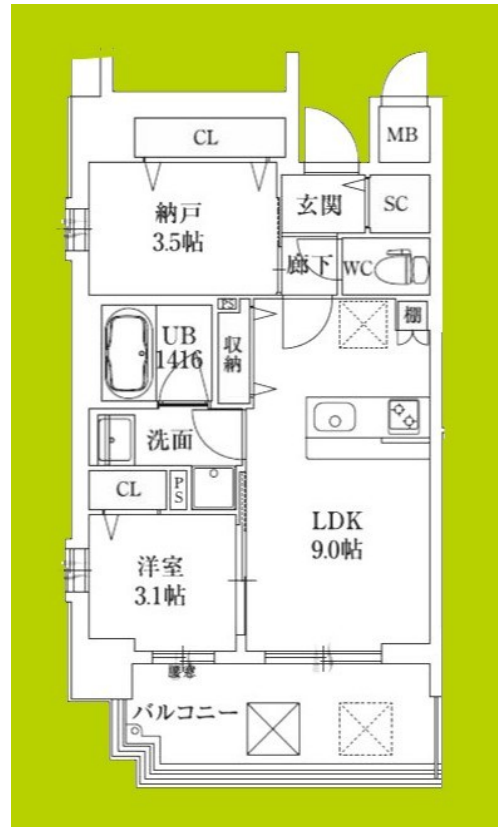 MB
CL
納戸
3.5帖
玄関
SC
廊下
WC
PS
収納
棚
UB
1416
洗面
CL
PS
LDK
9.0帖
洋室
3.1帖
腰窓
バルコニー